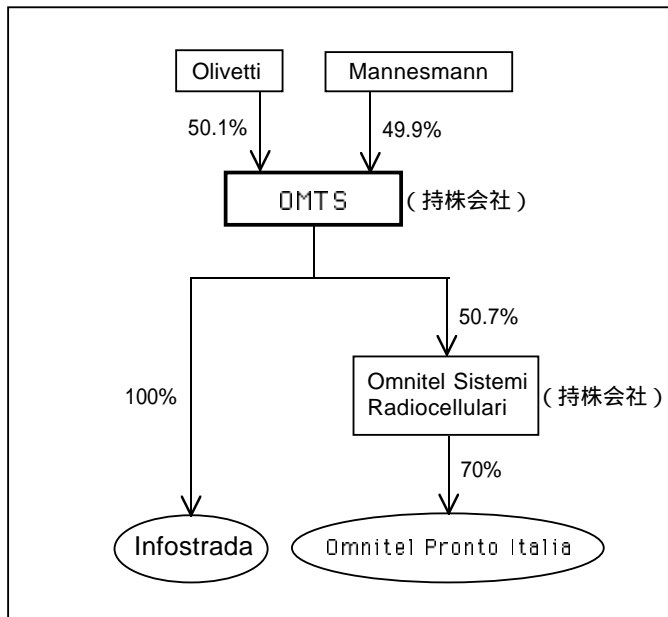 Olivetti
Mannesmann
50.1%
49.9%
OMTS
(持株会社)
50.7%
100%
Omnitel Sistemi
Radiocellulari
(持株会社)
70%
Infostrada
Omnitel Pronto Italia